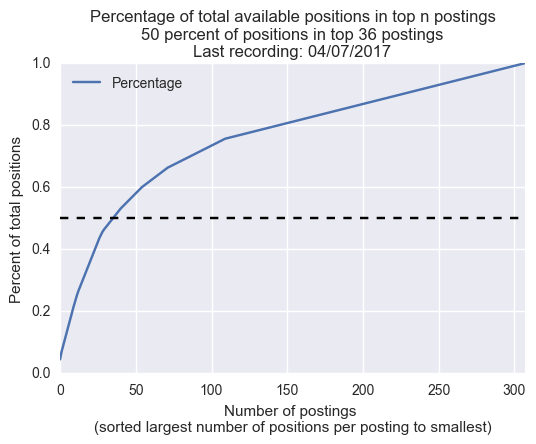 Percentage of total available positions in top n postings
50 percent of positions in top 36 postings
Last recording: 04/07/2017
1.0
Percentage
0.8
0.6
0.4
0.2
0.0
Percent of total positions
0 50 100 150 200 250 300
Number of postings
(sorted largest number of positions per posting to smallest)